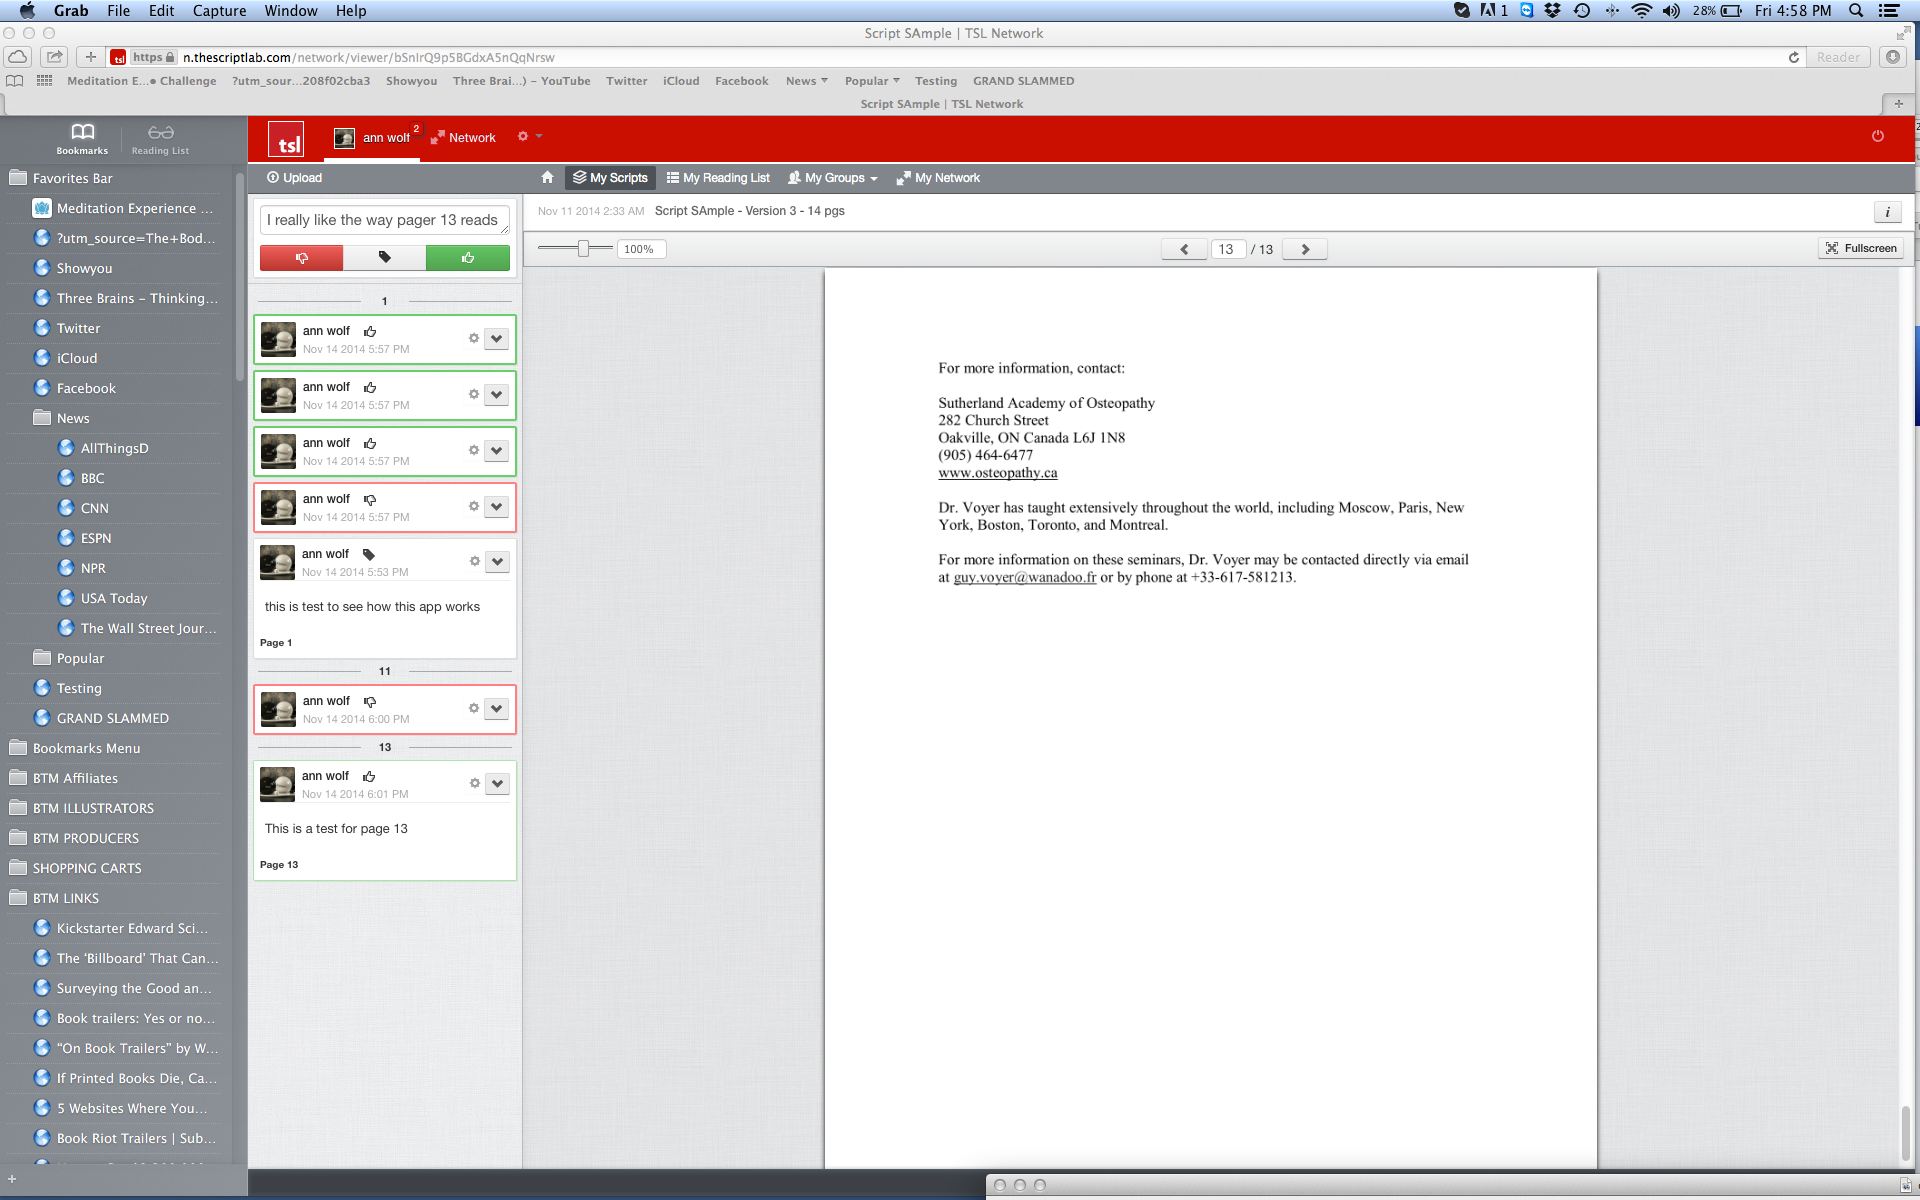 Grab File Edit Capture Window Help
1 28% Fri 4:58 PM
Script SAmple | TSL Network
tsl https n.thescriptlab.com/network/viewer/bSnIrQ9p5BGdxA5nQqNrsw
Reader
Meditation E...● Challenge ?utm_sour...208f02cba3 Showyou Three Brai...) – YouTube Twitter iCloud Facebook News Popular Testing GRAND SLAMMED
Script SAmple | TSL Network
Bookmarks
Reading List
Favorites Bar
Meditation Experience ...
?utm_source=The+Bod...
Showyou
Three Brains – Thinking...
Twitter
iCloud
Facebook
News
AllThingsD
BBC
CNN
ESPN
NPR
USA Today
The Wall Street Jour...
Popular
Testing
GRAND SLAMMED
Bookmarks Menu
BTM Affiliates
BTM ILLUSTRATORS
BTM PRODUCERS
SHOPPING CARTS
BTM LINKS
Kickstarter Edward Sci...
The ‘Billboard’ That Can...
Surveying the Good an...
Book trailers: Yes or no...
“On Book Trailers” by W...
If Printed Books Die, Ca...
5 Websites Where You...
Book Riot Trailers | Sub...
tsl
ann wolf 2
Network
Upload
My Scripts
My Reading List
My Groups
My Network
I really like the way pager 13 reads
1
ann wolf
Nov 14 2014 5:57 PM
ann wolf
Nov 14 2014 5:57 PM
ann wolf
Nov 14 2014 5:57 PM
ann wolf
Nov 14 2014 5:57 PM
ann wolf
Nov 14 2014 5:53 PM
this is test to see how this app works
Page 1
11
ann wolf
Nov 14 2014 6:00 PM
13
ann wolf
Nov 14 2014 6:01 PM
This is a test for page 13
Page 13
Nov 11 2014 2:33 AM Script SAmple - Version 3 - 14 pgs
i
100%
13 / 13
Fullscreen
For more information, contact:
Sutherland Academy of Osteopathy
282 Church Street
Oakville, ON Canada L6J 1N8
(905) 464-6477
www.osteopathy.ca
Dr. Voyer has taught extensively throughout the world, including Moscow, Paris, New
York, Boston, Toronto, and Montreal.
For more information on these seminars, Dr. Voyer may be contacted directly via email
at guy.voyer@wanadoo.fr or by phone at +33-617-581213.